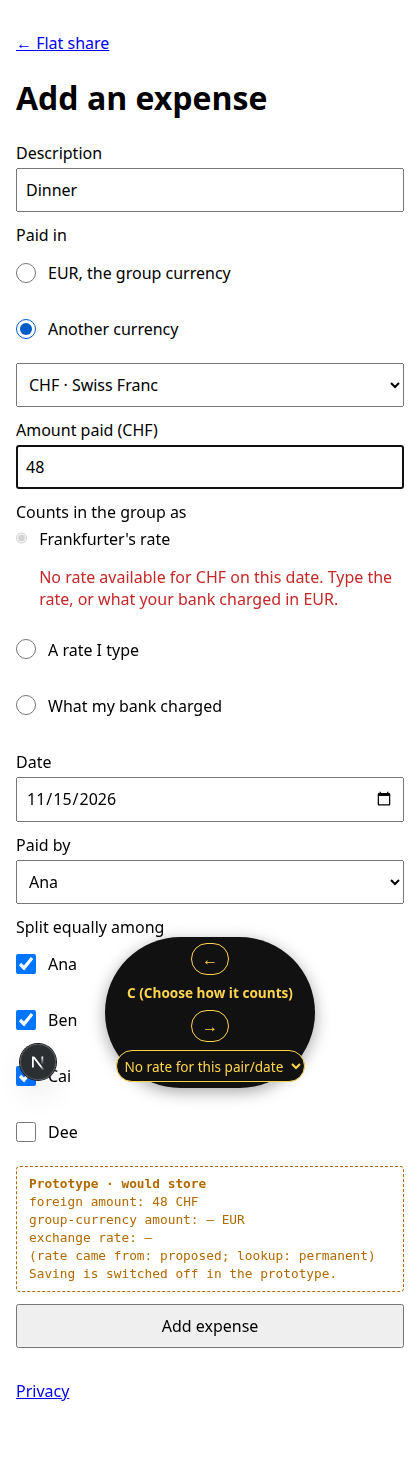 ← Flat share
Add an expense
Description
Dinner
Paid in
EUR, the group currency
Another currency
CHF · Swiss Franc
Amount paid (CHF)
48
Counts in the group as
Frankfurter's rate
No rate available for CHF on this date. Type the
rate, or what your bank charged in EUR.
A rate I type
What my bank charged
Date
11/15/2026
Paid by
Ana
Split equally among
Ana
←
C (Choose how it counts)
Ben
→
N
Cai
No rate for this pair/date
Dee
Prototype · would store
foreign amount: 48 CHF
group-currency amount: — EUR
exchange rate: —
(rate came from: proposed; lookup: permanent)
Saving is switched off in the prototype.
Add expense
Privacy